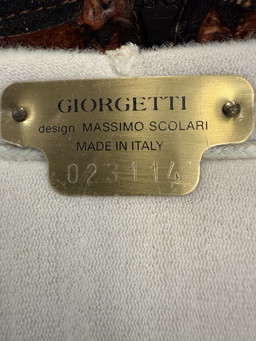 GIORGETTI
design MASSIMO SCOLARI
MADE IN ITALY
023114